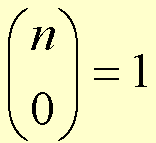 (n 0) = 1